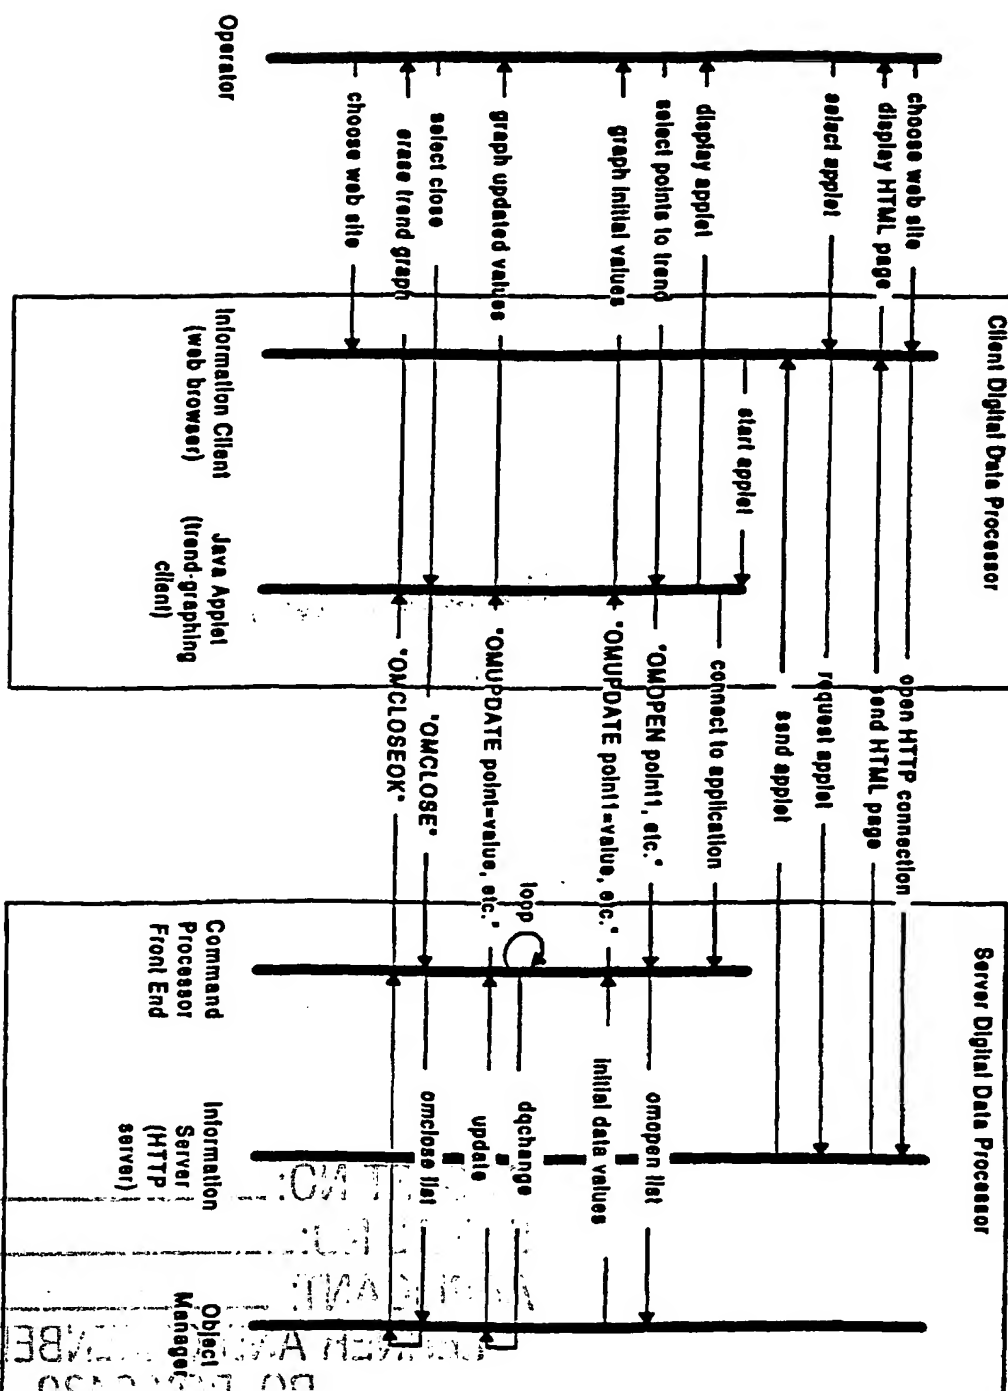 Client Digital Data Processor
Server Digital Data Processor
choose web site
open HTTP connection
display HTML page
send HTML page
select applet
request applet
send applet
start applet
connect to application
display applet
select points to trend
"OMOPEN point1, etc."
omopen list
graph initial values
"OMUPDATE point1=value, etc."
initial data values
loop
dqchange
graph updated values
"OMUPDATE point=value, etc."
update
select close
"OMCLOSE"
omclose list
erase trend graph
"OMCLOSEOK"
choose web site
Operator
Information Client
(web browser)
Java Applet
(trend-graphing
client)
Command
Processor
Front End
Information
Server
(HTTP
server)
Object
Manager